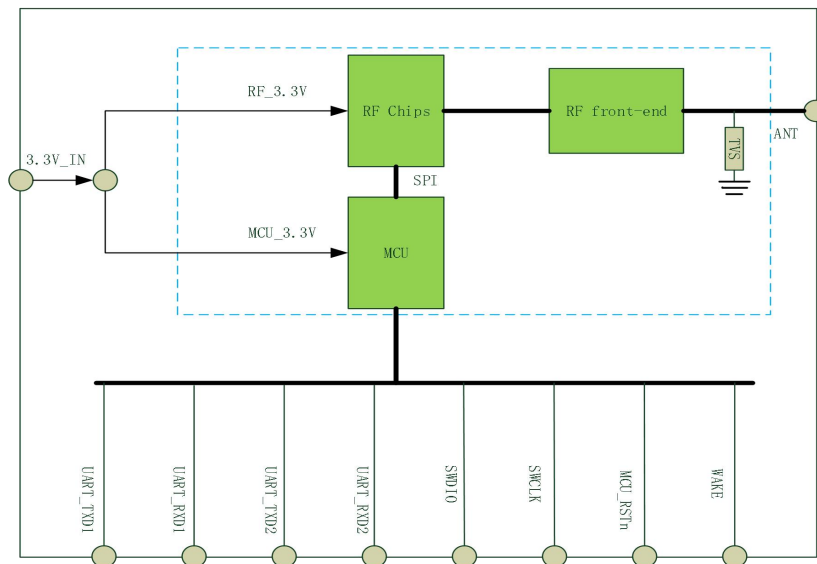 RF_3.3V
RF Chips
RF front-end
ANT
TVS
3.3V_IN
SPI
MCU_3.3V
MCU
UART_TXD1
UART_RXD1
UART_TXD2
UART_RXD2
SWDIO
SWCLK
MCU_RSTn
WAKE